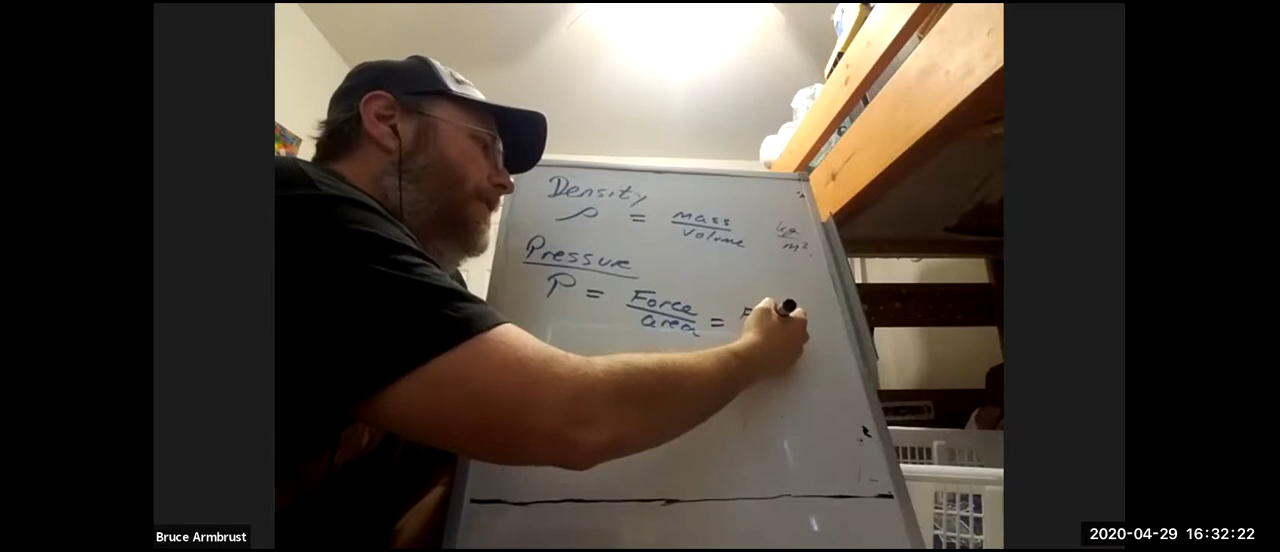 Density
ρ = mass/volume kg/m³
Pressure
P = Force/area = F
Bruce Armbrust
2020-04-29 16:32:22